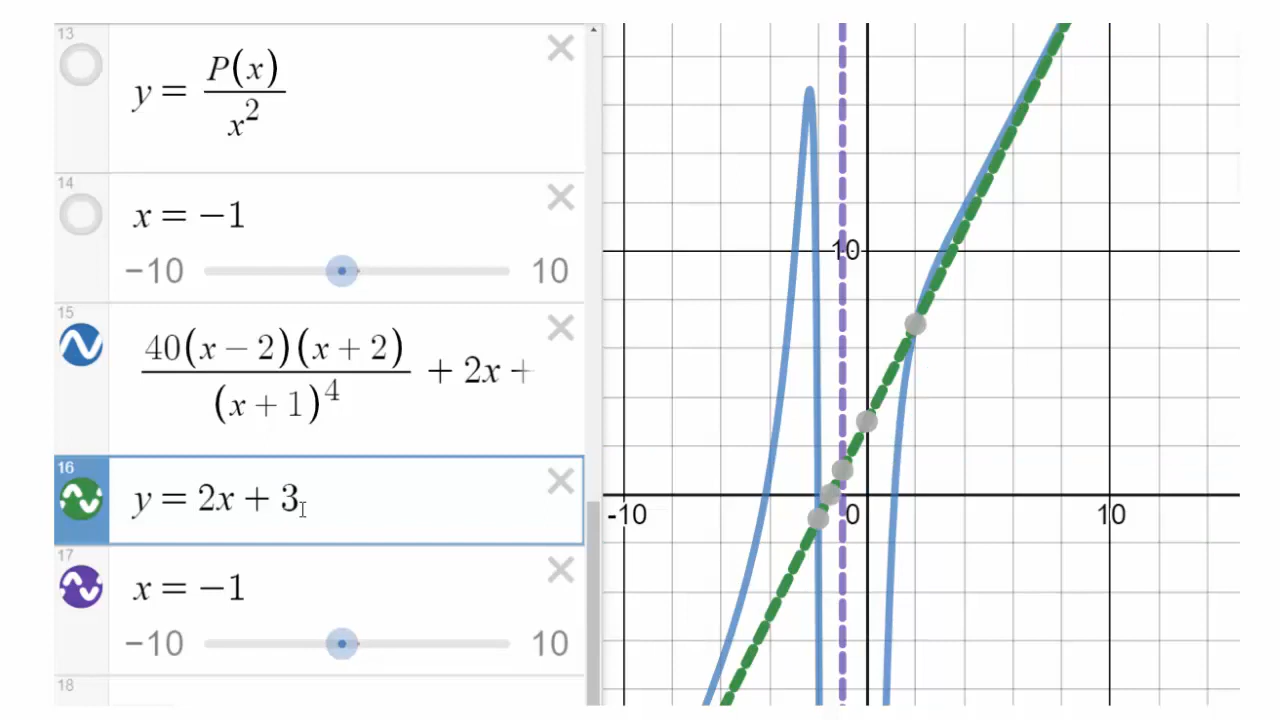 13
y = P(x)/x^2
14
x = −1
−10 10
15
40(x − 2)(x + 2)/(x + 1)^4 + 2x +
16
y = 2x + 3
17
x = −1
−10 10
18
10
-10 0 10